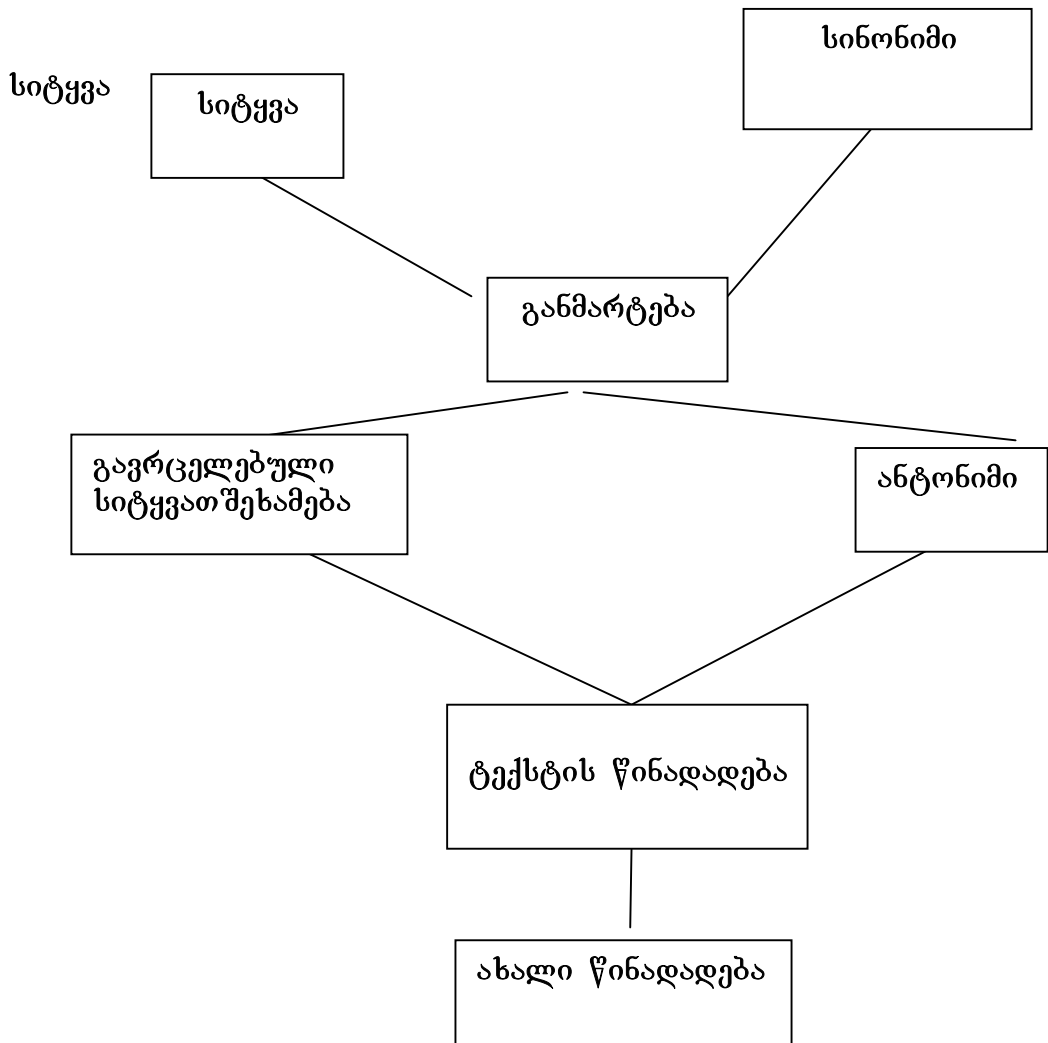 სინონიმი
სიტყვა
სიტყვა
განმარტება
გავრცელებული
სიტყვათშეხამება
ანტონიმი
ტექსტის წინადადება
ახალი წინადადება